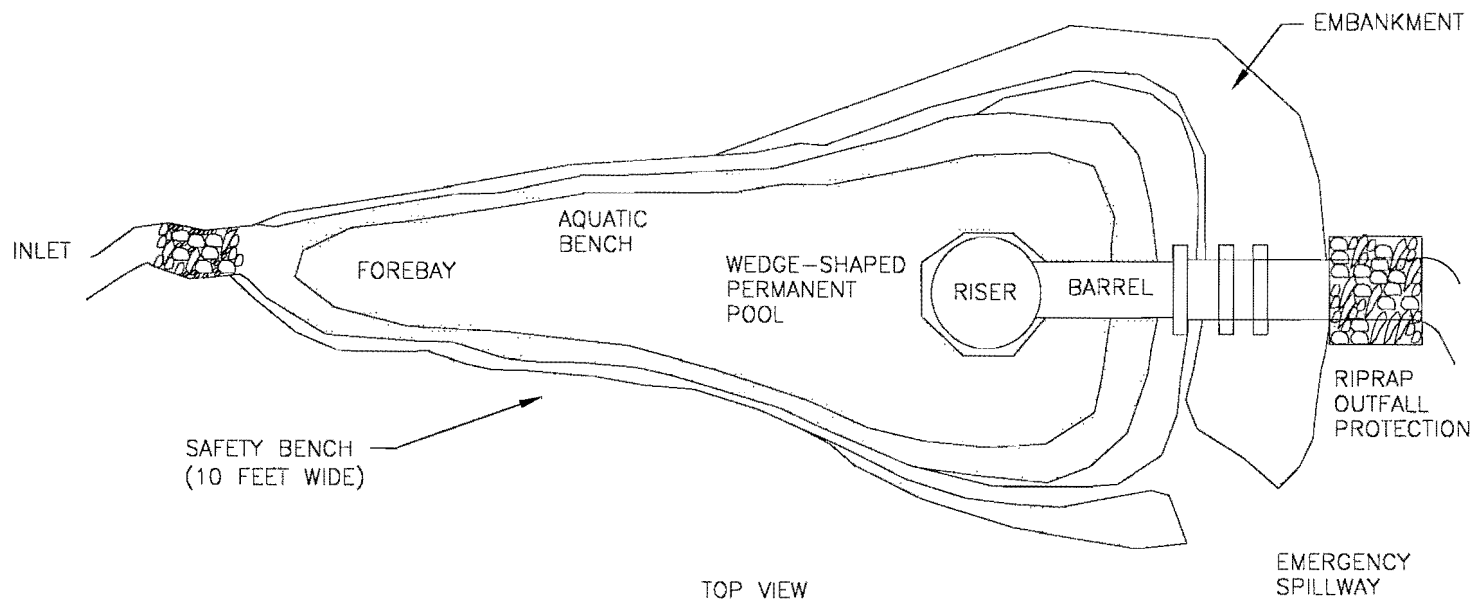 EMBANKMENT
INLET
AQUATIC
BENCH
FOREBAY
WEDGE-SHAPED
PERMANENT
POOL
RISER
BARREL
RIPRAP
OUTFALL
PROTECTION
SAFETY BENCH
(10 FEET WIDE)
EMERGENCY
SPILLWAY
TOP VIEW